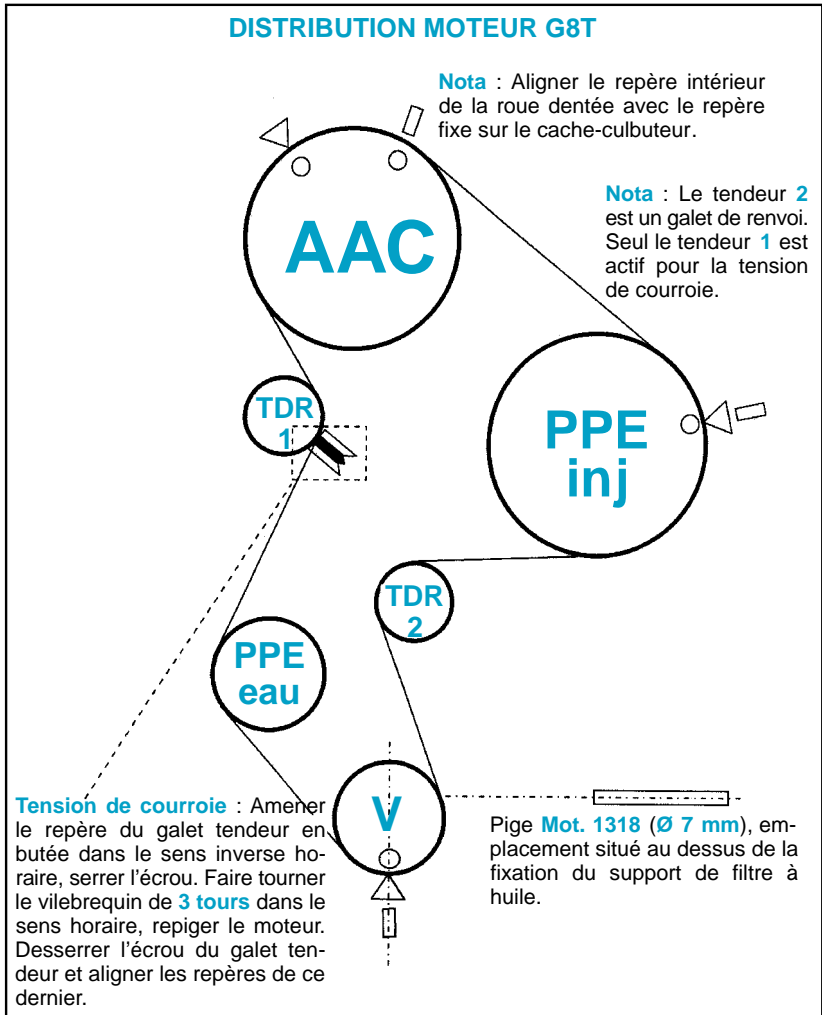 DISTRIBUTION MOTEUR G8T
Nota : Aligner le repère intérieur
de la roue dentée avec le repère
fixe sur le cache-culbuteur.
AAC
Nota : Le tendeur 2
est un galet de renvoi.
Seul le tendeur 1 est
actif pour la tension
de courroie.
TDR
1
PPE
inj
TDR
2
PPE
eau
V
Tension de courroie : Amener
le repère du galet tendeur en
butée dans le sens inverse ho-
raire, serrer l'écrou. Faire tourner
le vilebrequin de 3 tours dans le
sens horaire, repiger le moteur.
Desserrer l'écrou du galet ten-
deur et aligner les repères de ce
dernier.
Pige Mot. 1318 (Ø 7 mm), em-
placement situé au dessus de la
fixation du support de filtre à
huile.